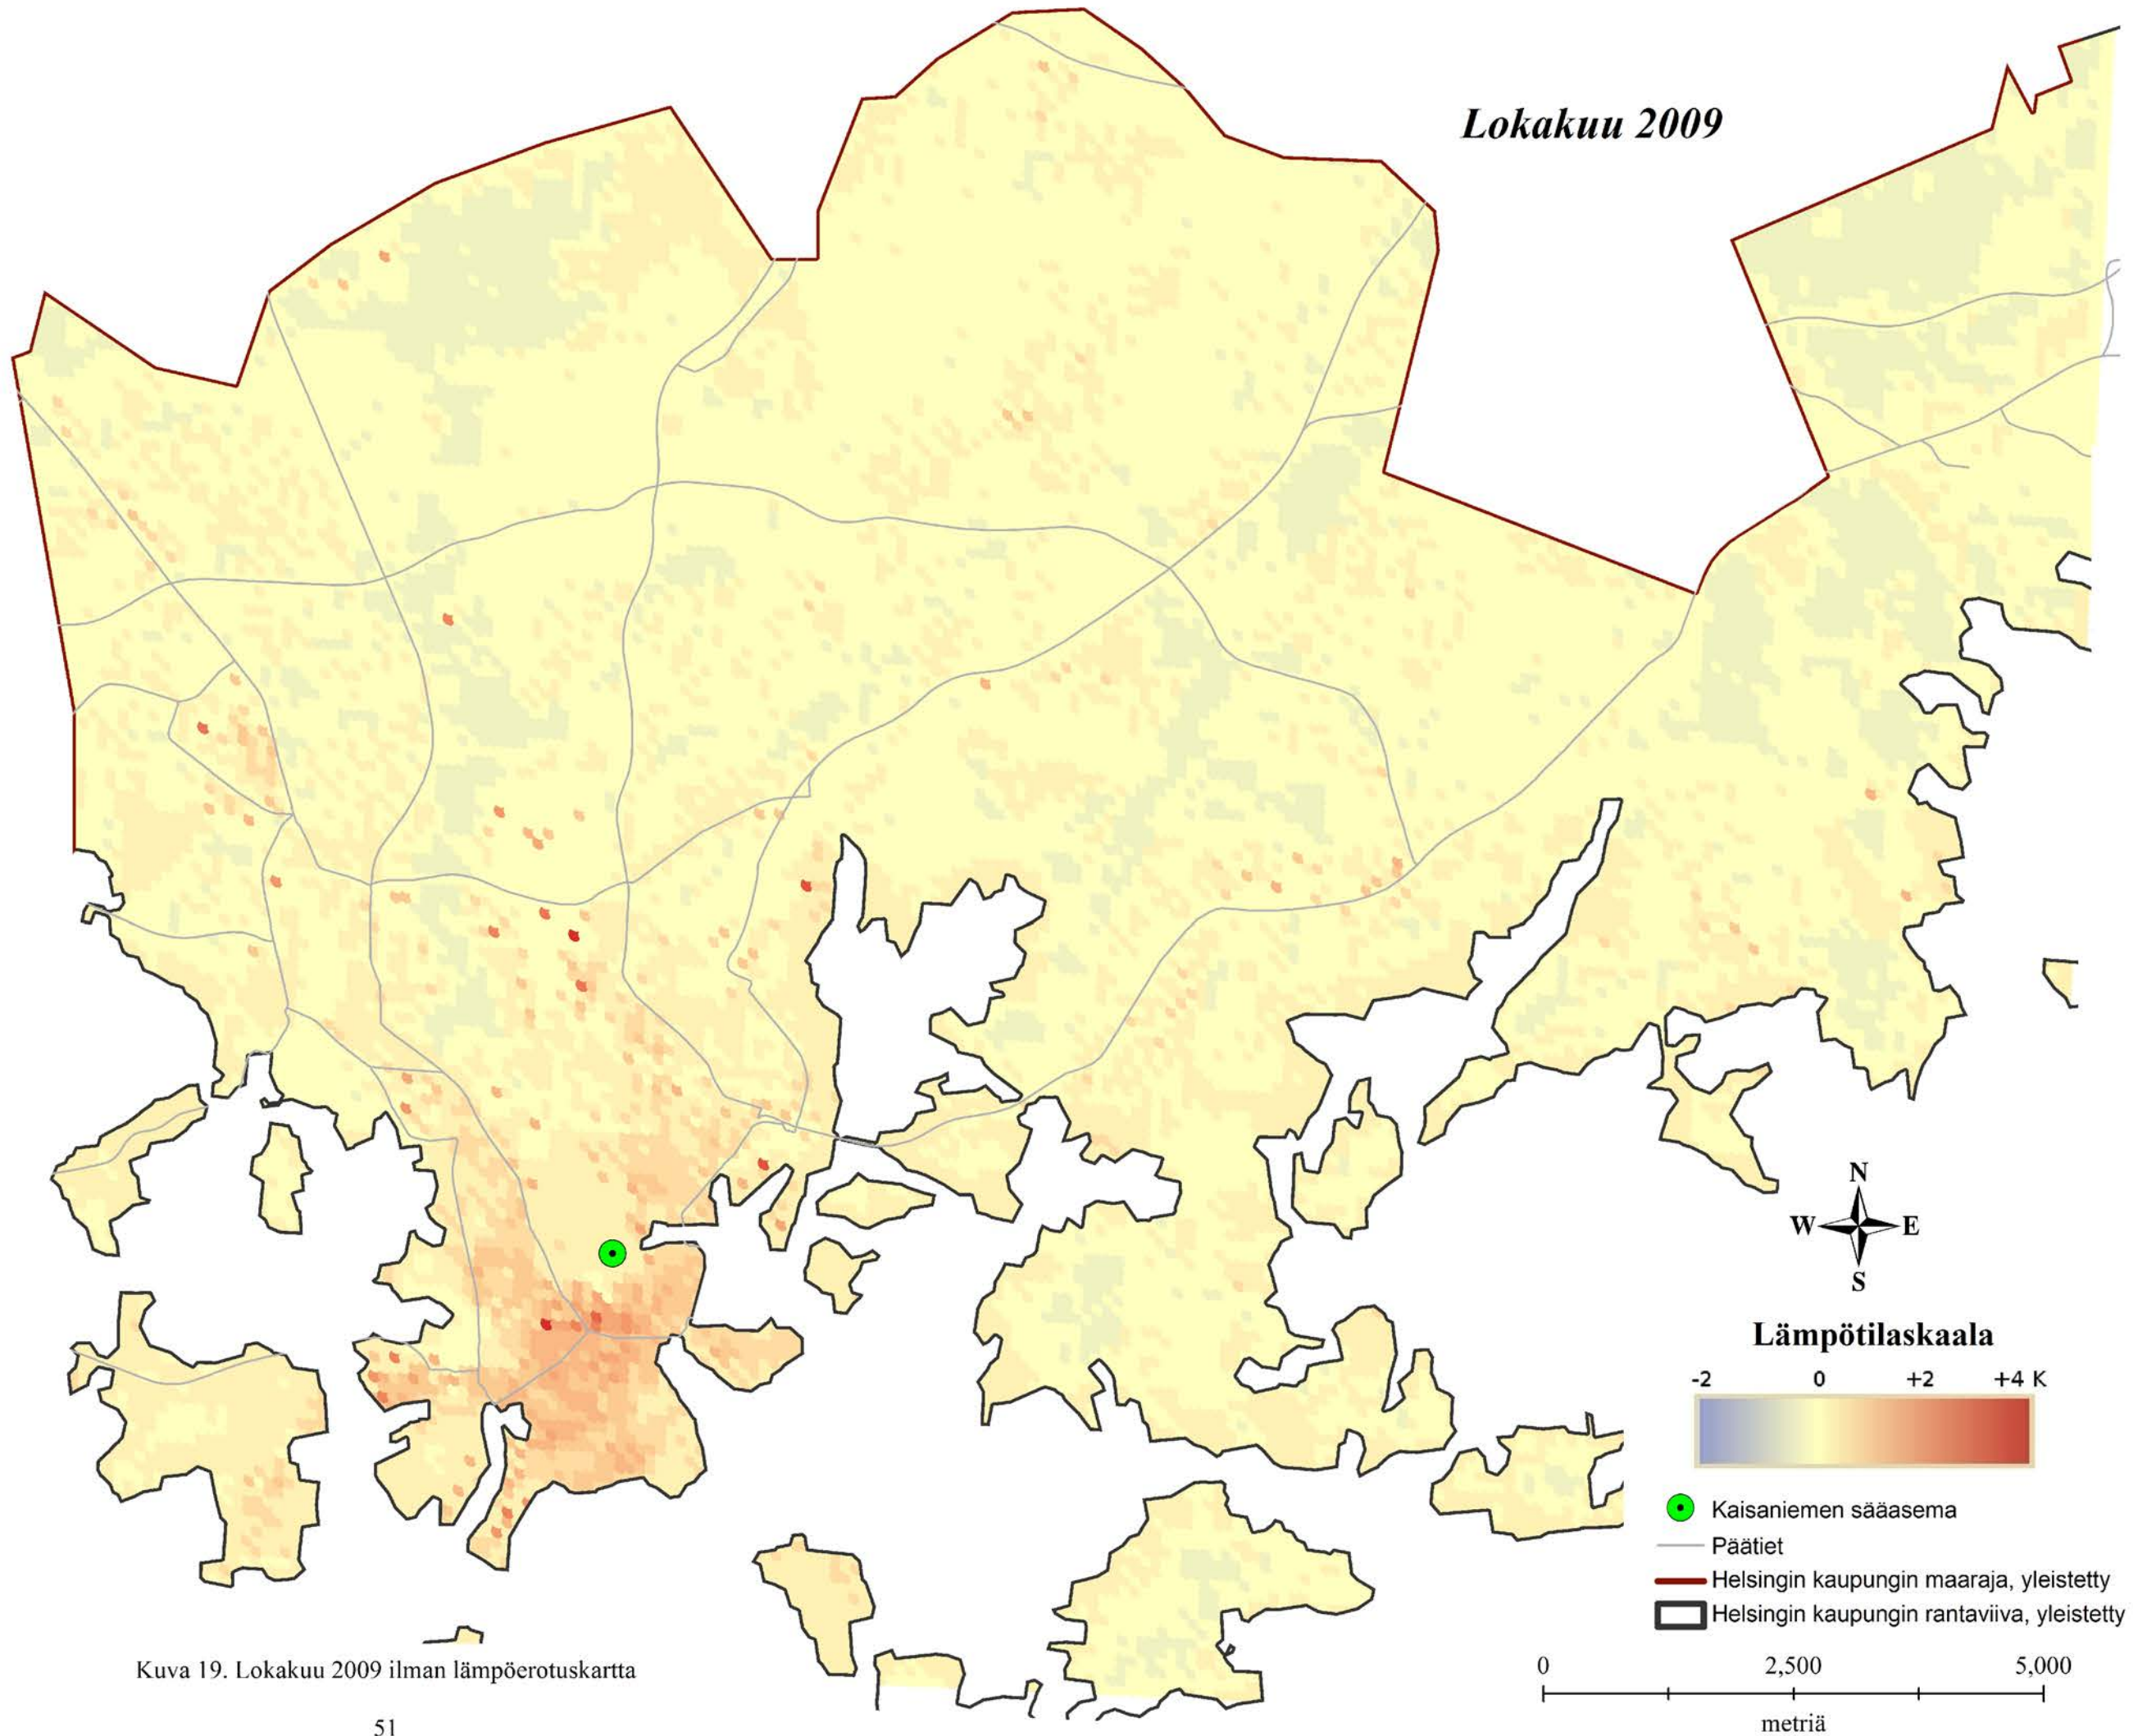 Lokakuu 2009
N
W E
S
Lämpötilaskaala
-2 0 +2 +4 K
Kaisaniemen sääasema
Päätiet
Helsingin kaupungin maaraja, yleistetty
Helsingin kaupungin rantaviiva, yleistetty
0 2,500 5,000
metriä
Kuva 19. Lokakuu 2009 ilman lämpöerotuskartta
51